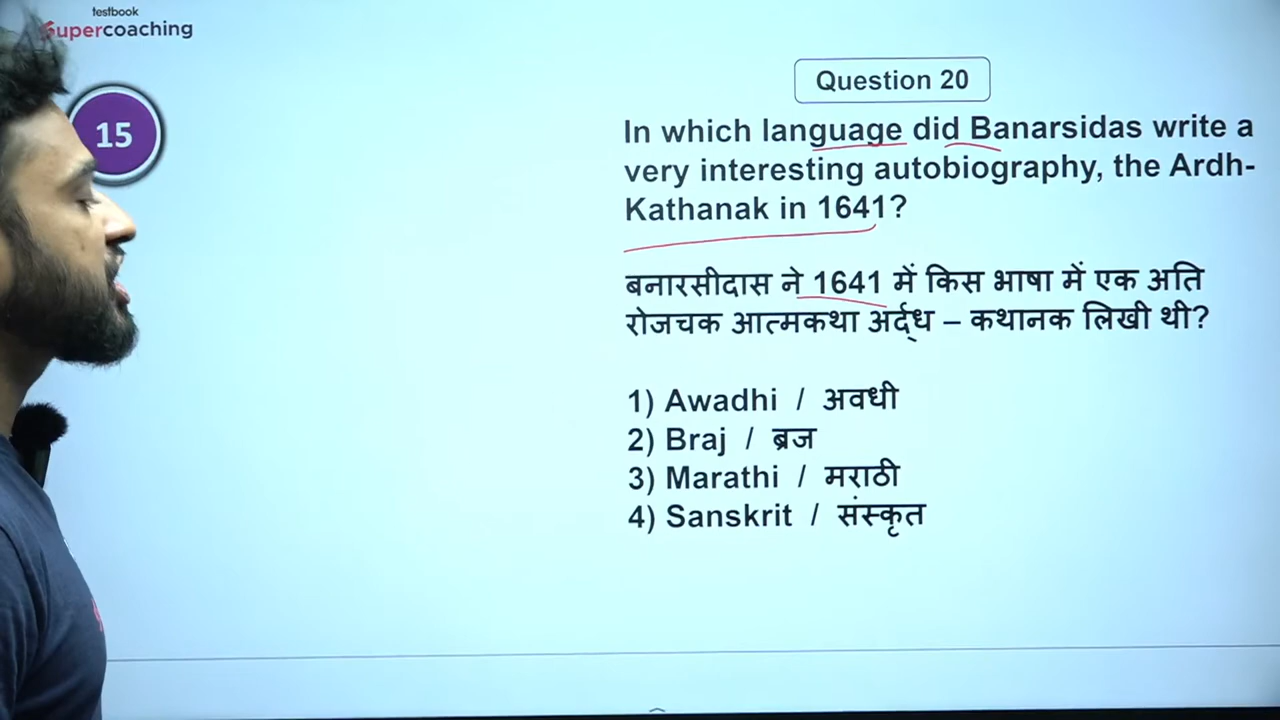 testbook
Supercoaching
15
Question 20
In which language did Banarsidas write a
very interesting autobiography, the Ardh-
Kathanak in 1641?
बनारसीदास ने 1641 में किस भाषा में एक अति
रोजचक आत्मकथा अर्द्ध – कथानक लिखी थी?
1) Awadhi / अवधी
2) Braj / ब्रज
3) Marathi / मराठी
4) Sanskrit / संस्कृत